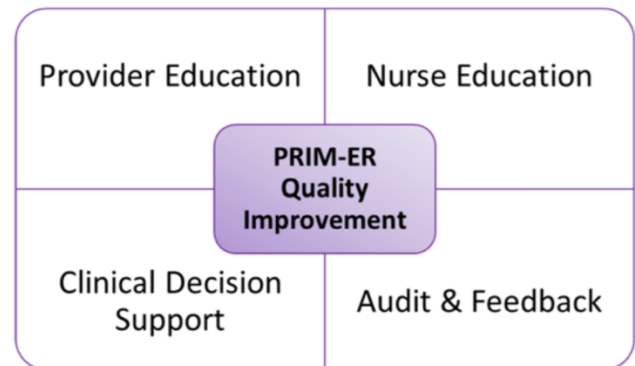 Provider Education
Nurse Education
PRIM-ER
Quality
Improvement
Clinical Decision
Support
Audit & Feedback